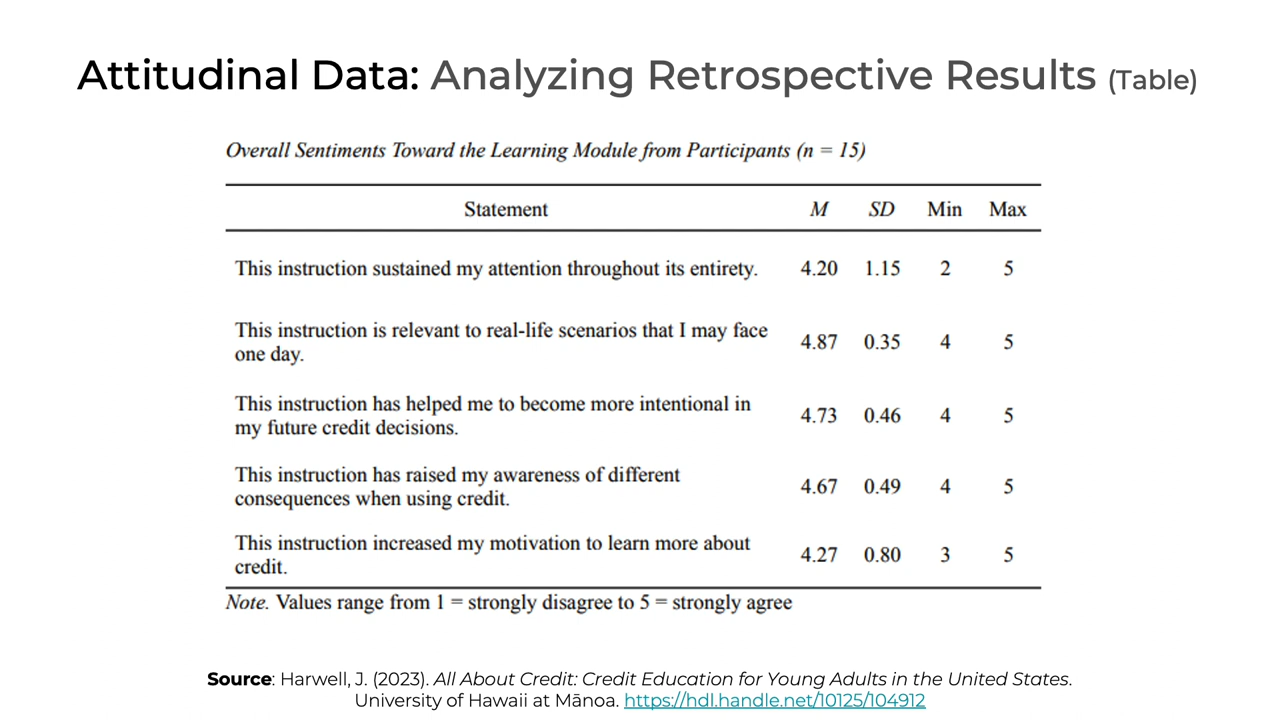 Attitudinal Data: Analyzing Retrospective Results (Table)
Overall Sentiments Toward the Learning Module from Participants (n = 15)
Statement M SD Min Max
This instruction sustained my attention throughout its entirety. 4.20 1.15 2 5
This instruction is relevant to real-life scenarios that I may face
one day. 4.87 0.35 4 5
This instruction has helped me to become more intentional in
my future credit decisions. 4.73 0.46 4 5
This instruction has raised my awareness of different
consequences when using credit. 4.67 0.49 4 5
This instruction increased my motivation to learn more about
credit. 4.27 0.80 3 5
Note. Values range from 1 = strongly disagree to 5 = strongly agree
Source: Harwell, J. (2023). All About Credit: Credit Education for Young Adults in the United States.
University of Hawaii at Mānoa. https://hdl.handle.net/10125/104912